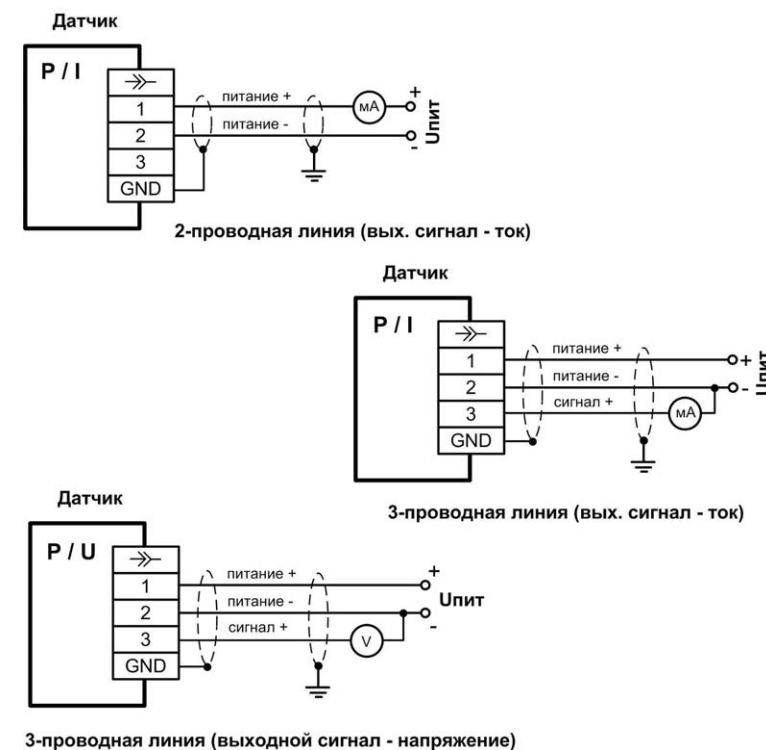 Датчик
P / I
1
2
3
GND
питание +
питание -
мА
+
-
Uпит
2-проводная линия (вых. сигнал - ток)
Датчик
P / I
1
2
3
GND
питание +
питание -
сигнал +
мА
+
-
Uпит
3-проводная линия (вых. сигнал - ток)
Датчик
P / U
1
2
3
GND
питание +
питание -
сигнал +
V
+
Uпит
-
3-проводная линия (выходной сигнал - напряжение)